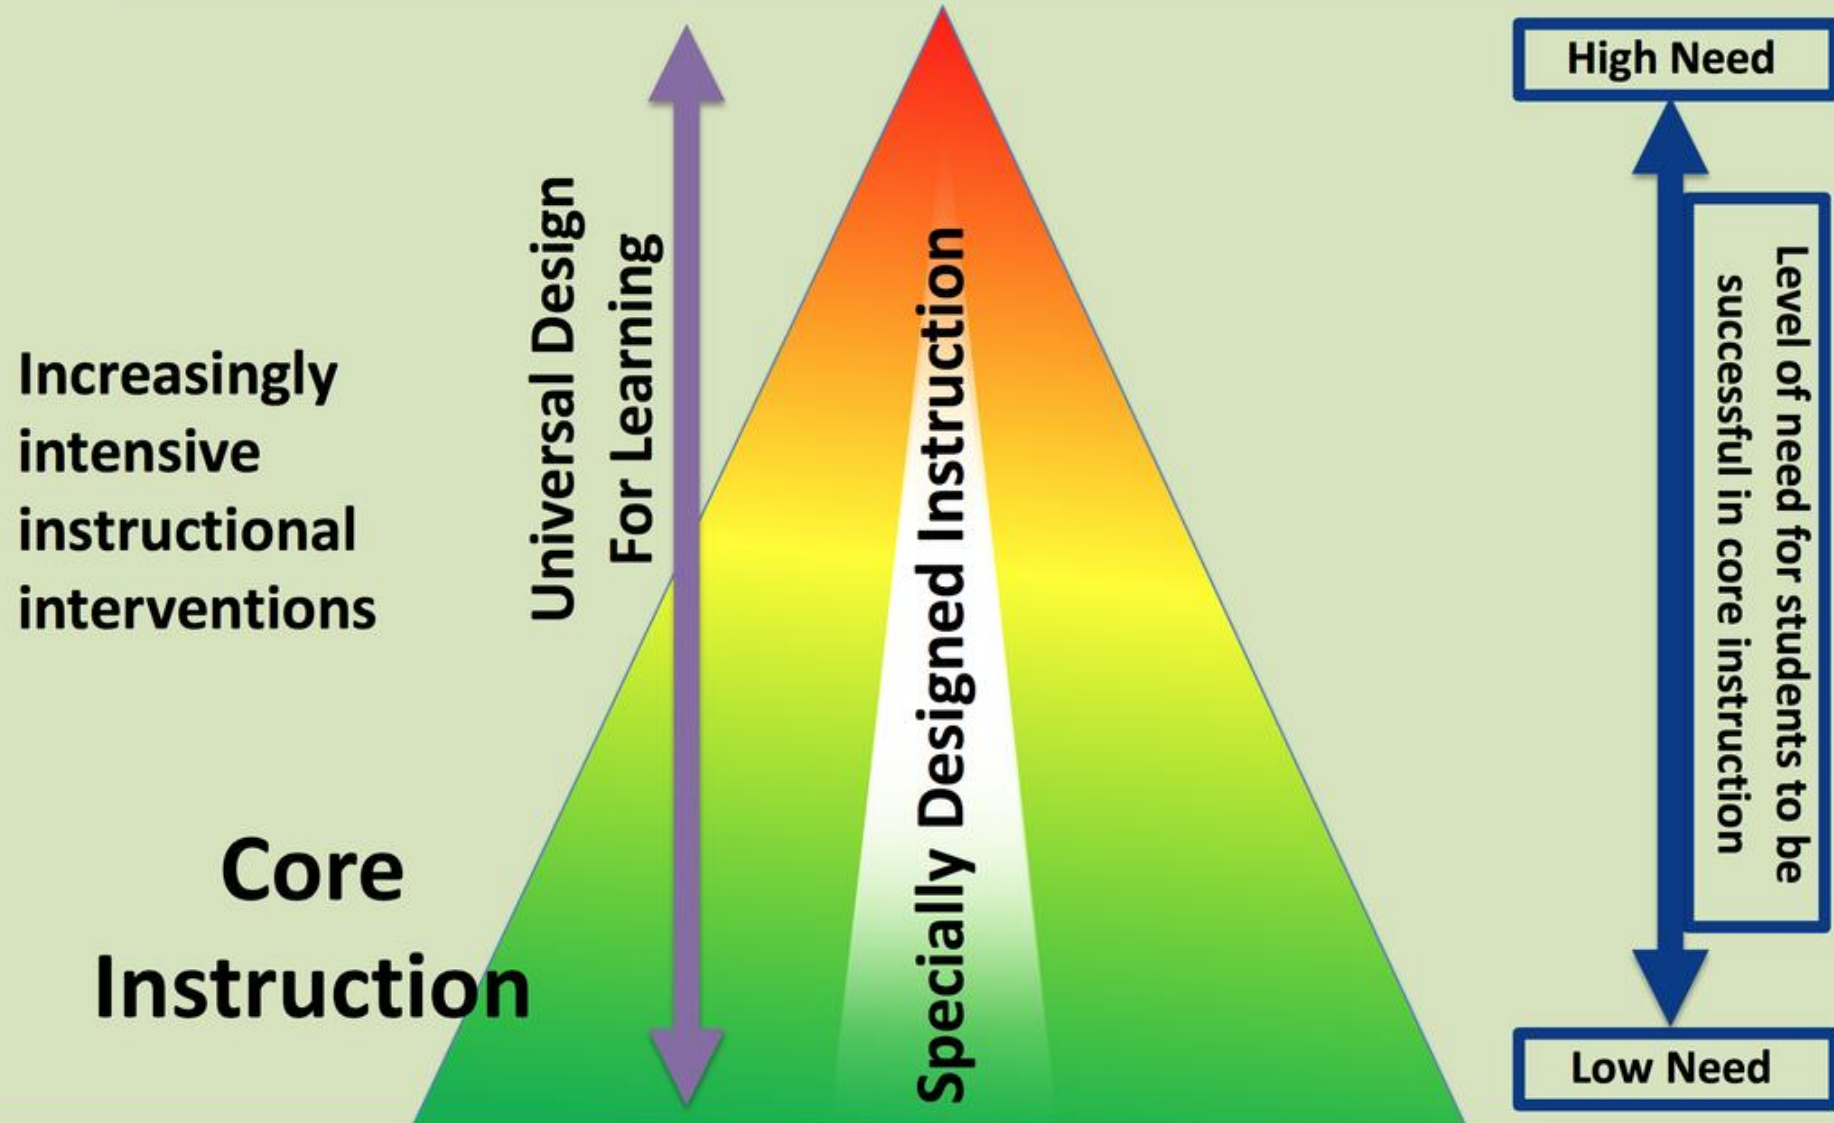 Increasingly
intensive
instructional
interventions
Core
Instruction
Universal Design
For Learning
Specially Designed Instruction
High Need
Level of need for students to be
successful in core instruction
Low Need